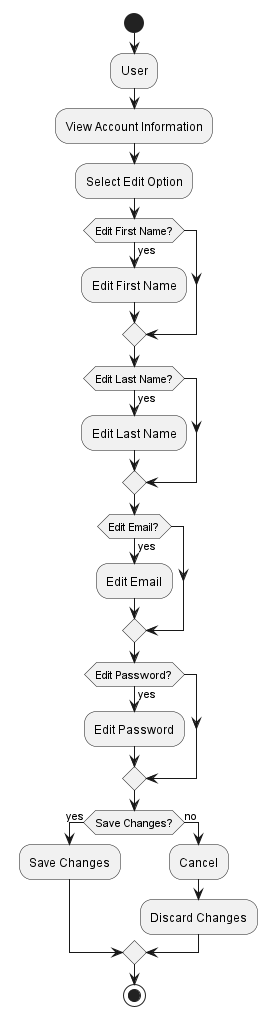 User
View Account Information
Select Edit Option
Edit First Name?
yes
Edit First Name
Edit Last Name?
yes
Edit Last Name
Edit Email?
yes
Edit Email
Edit Password?
yes
Edit Password
yes
Save Changes?
no
Save Changes
Cancel
Discard Changes